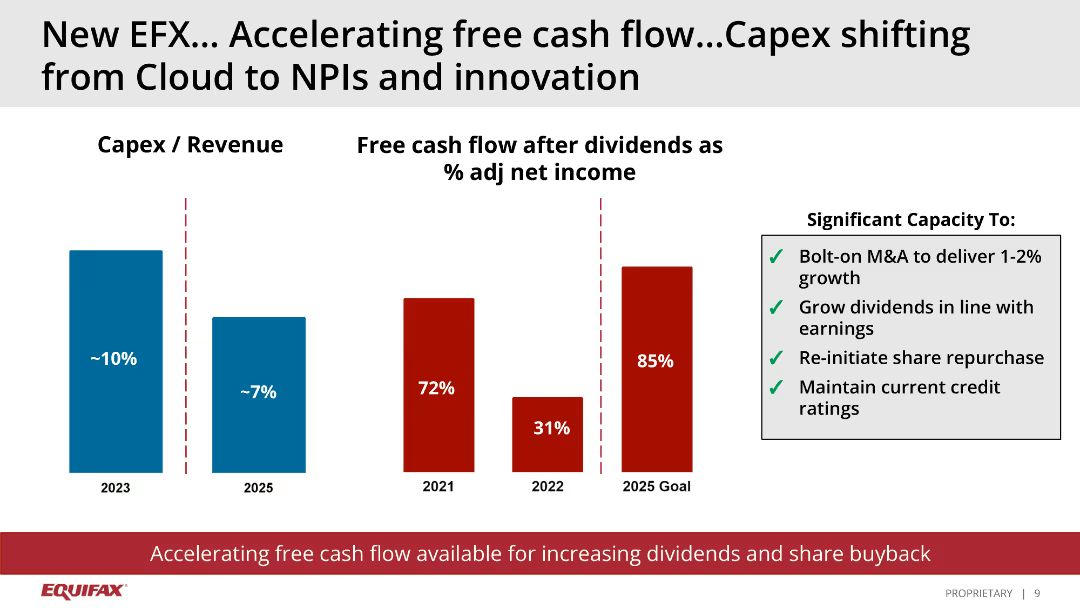 New EFX... Accelerating free cash flow...Capex shifting
from Cloud to NPIs and innovation
Capex / Revenue
~10%
~7%
2023
2025
Free cash flow after dividends as
% adj net income
72%
31%
85%
2021
2022
2025 Goal
Significant Capacity To:
✓ Bolt-on M&A to deliver 1-2%
growth
✓ Grow dividends in line with
earnings
✓ Re-initiate share repurchase
✓ Maintain current credit
ratings
Accelerating free cash flow available for increasing dividends and share buyback
EQUIFAX
PROPRIETARY | 9